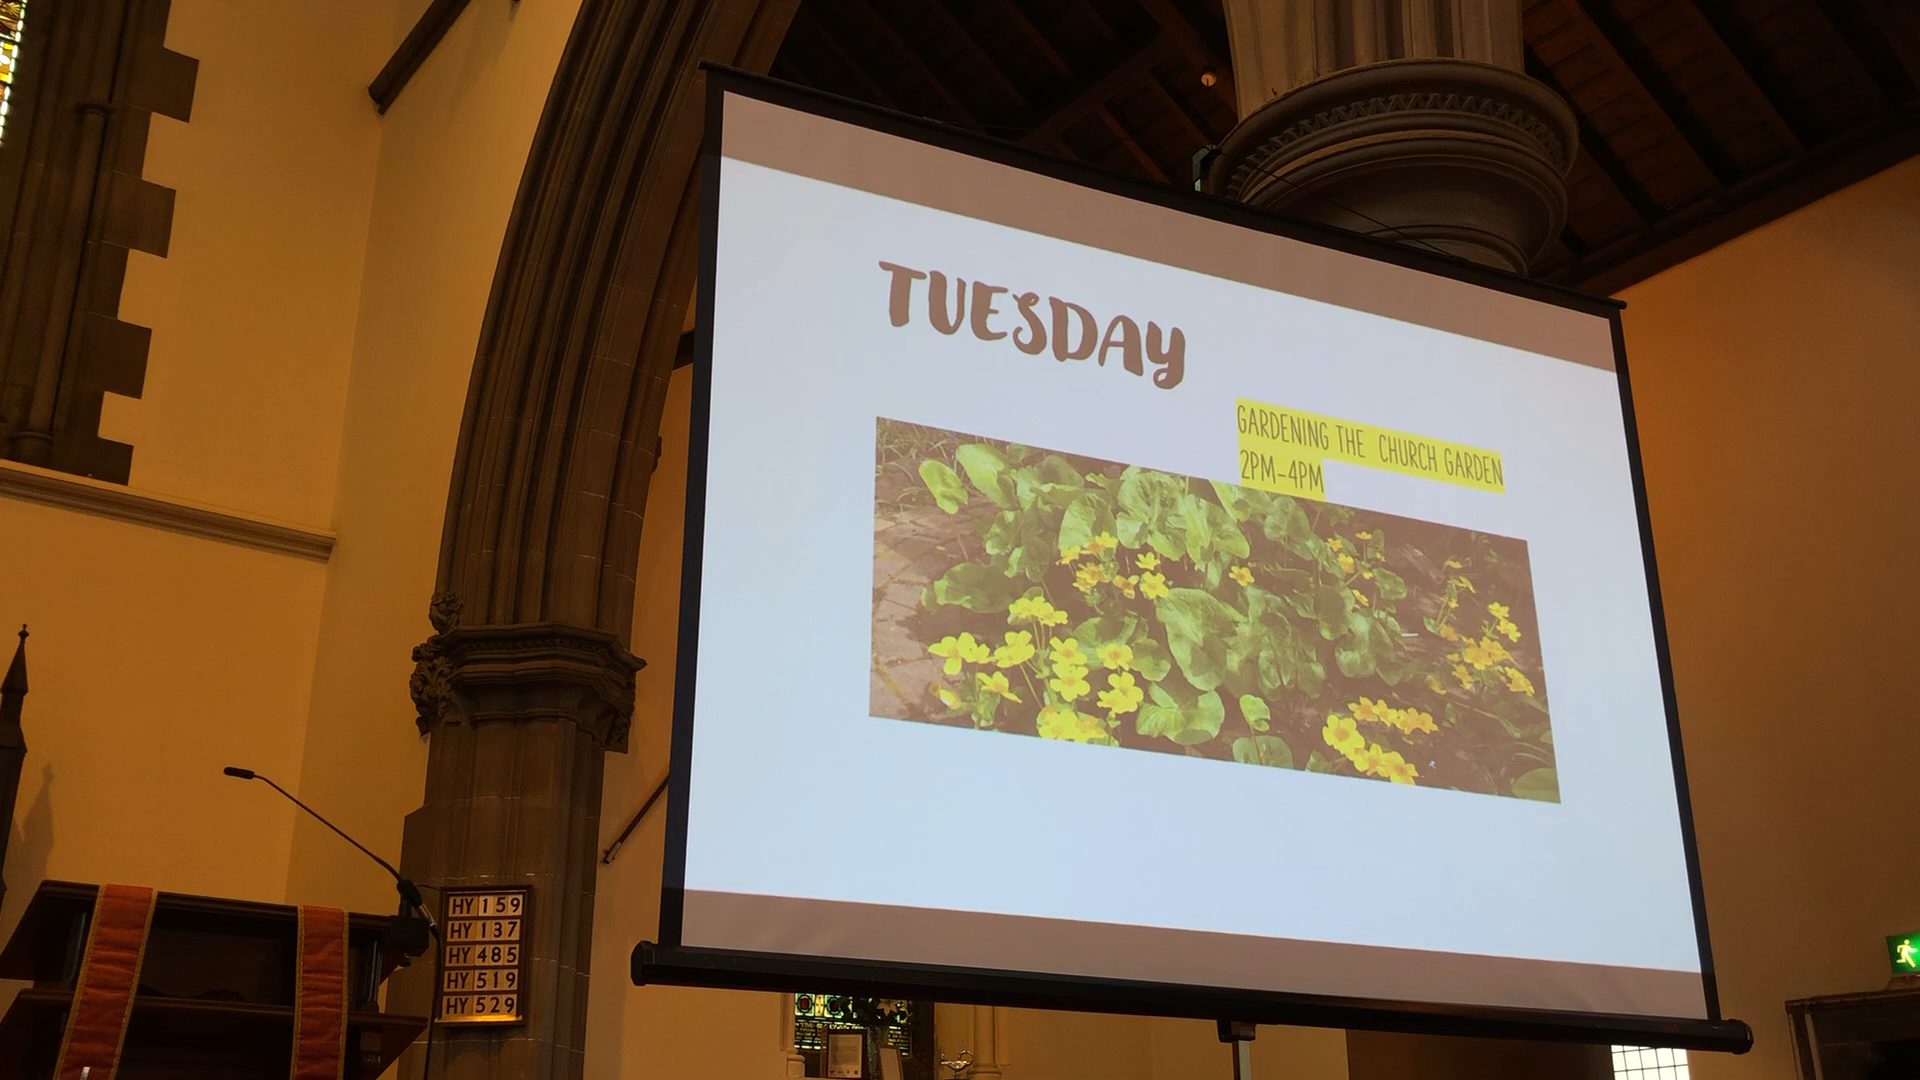 TUESDAY
GARDENING THE CHURCH GARDEN
2PM-4PM
HY 159
HY 137
HY 485
HY 519
HY 529